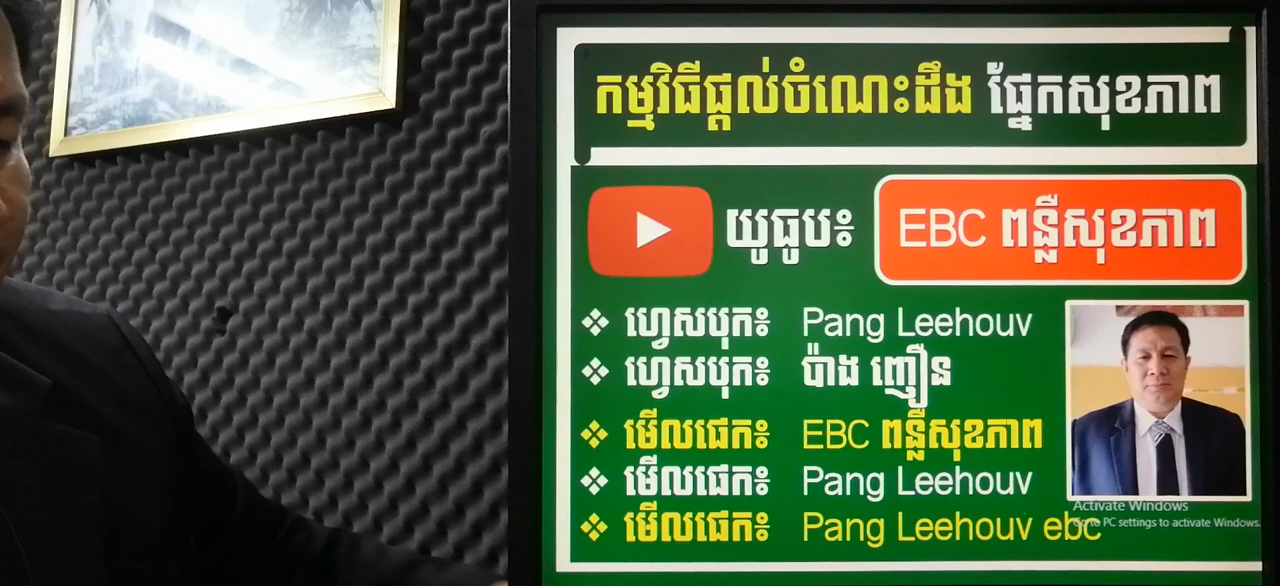 កម្មវិធីផ្ដល់ចំណេះដឹង ផ្នែកសុខភាព
យូធូប៖ EBC ពន្លឺសុខភាព
ហ្វេសបុក៖ Pang Leehouv
ហ្វេសបុក៖ ប៉ាង ញឿន
មើលផេក៖ EBC ពន្លឺសុខភាព
មើលផេក៖ Pang Leehouv
មើលផេក៖ Pang Leehouv ebc
Activate Windows
Go to PC settings to activate Windows.